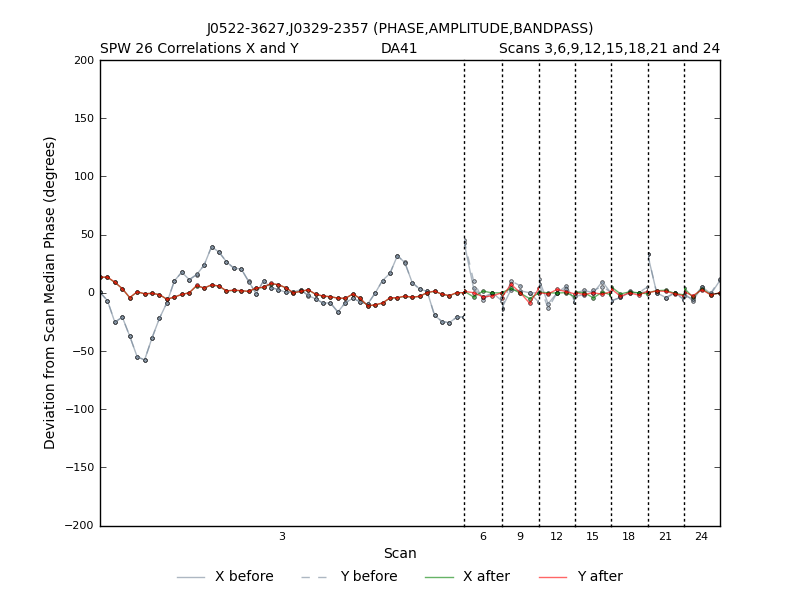 J0522-3627,J0329-2357 (PHASE,AMPLITUDE,BANDPASS)
SPW 26 Correlations X and Y DA41 Scans 3,6,9,12,15,18,21 and 24
200
150
100
50
0
−50
−100
−150
−200
Deviation from Scan Median Phase (degrees)
3 6 9 12 15 18 21 24
Scan
X before Y before X after Y after